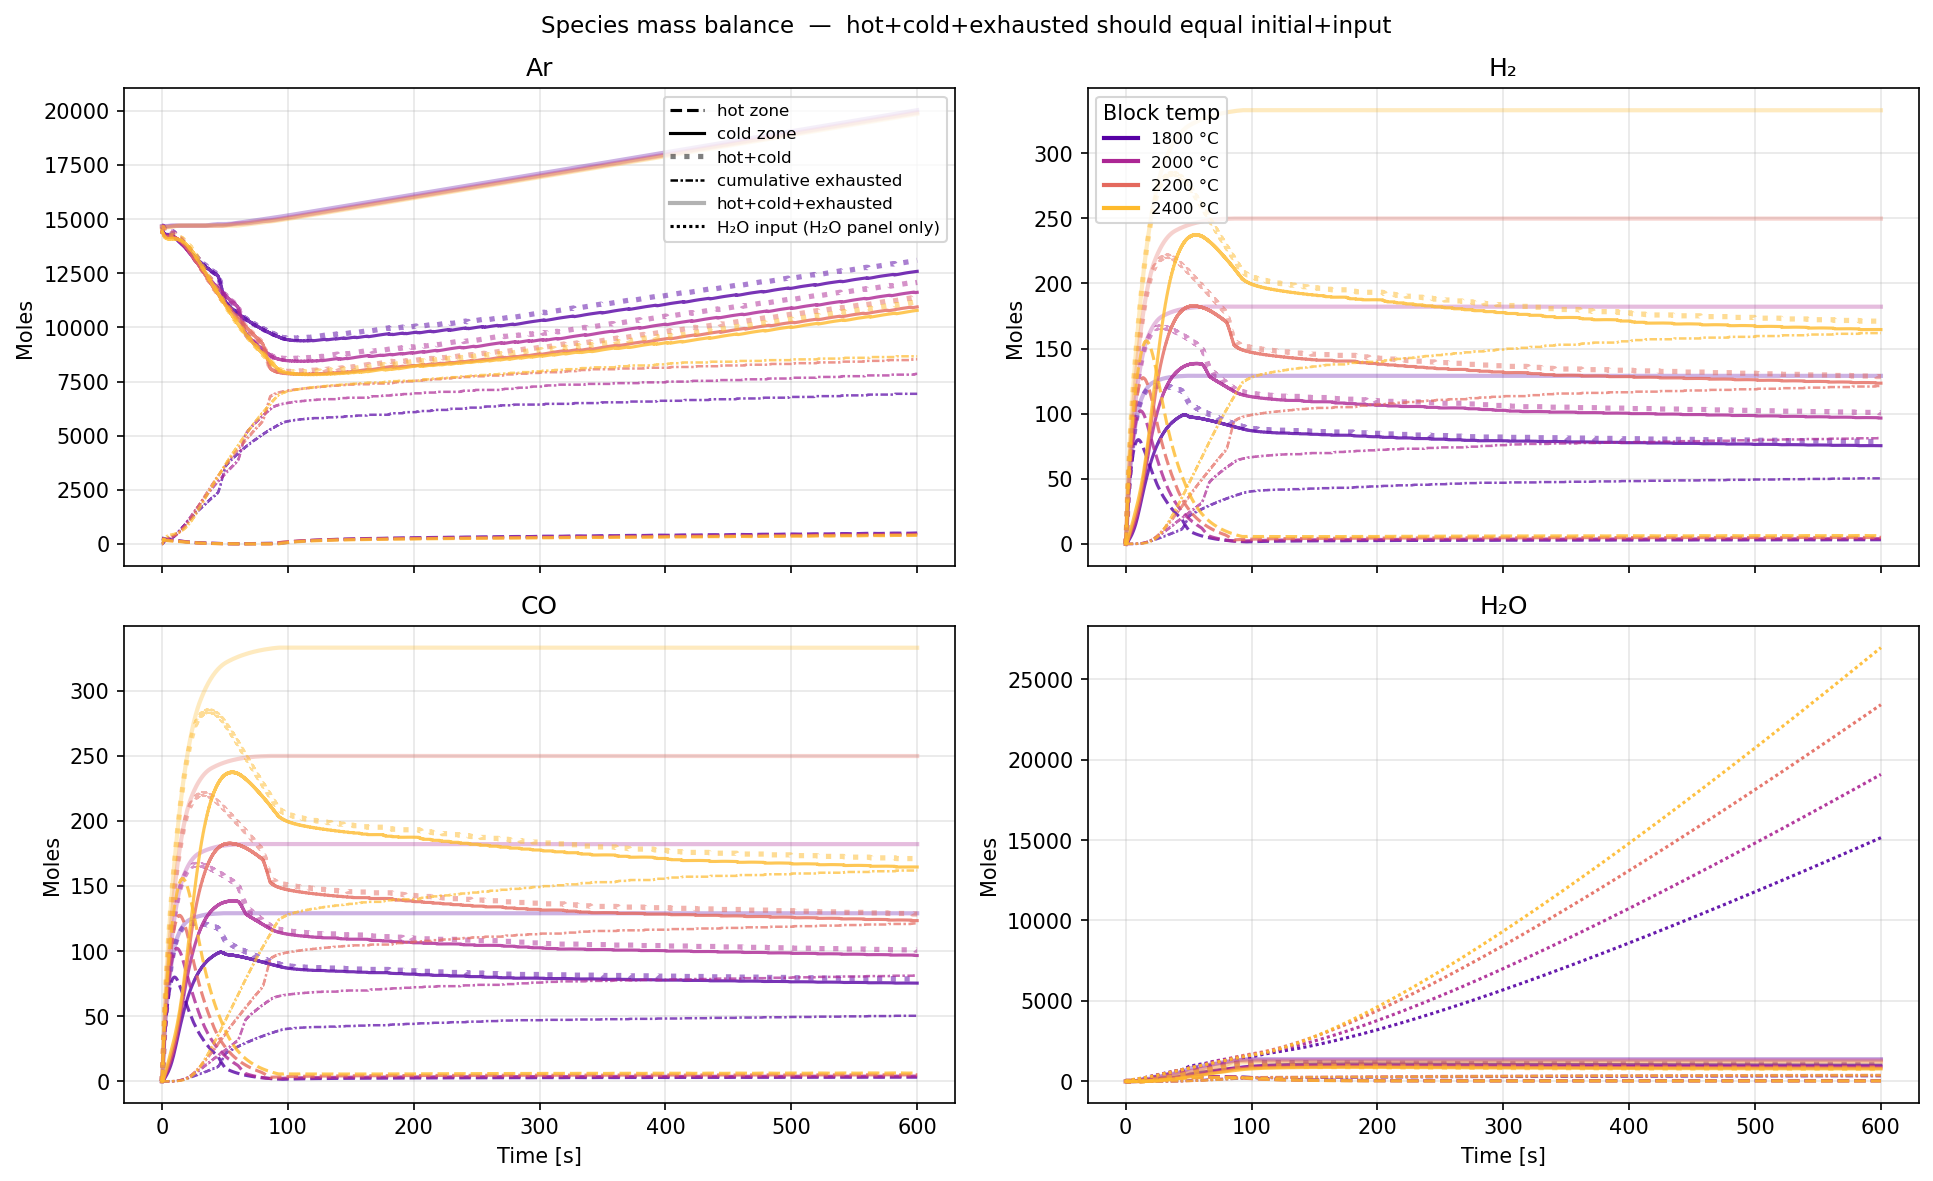 Species mass balance — hot+cold+exhausted should equal initial+input
Ar
Moles
20000
17500
15000
12500
10000
7500
5000
2500
0
hot zone
cold zone
hot+cold
cumulative exhausted
hot+cold+exhausted
H₂O input (H₂O panel only)
H₂
Moles
300
250
200
150
100
50
0
Block temp
1800 °C
2000 °C
2200 °C
2400 °C
CO
Moles
300
250
200
150
100
50
0
0 100 200 300 400 500 600
Time [s]
H₂O
Moles
25000
20000
15000
10000
5000
0
0 100 200 300 400 500 600
Time [s]